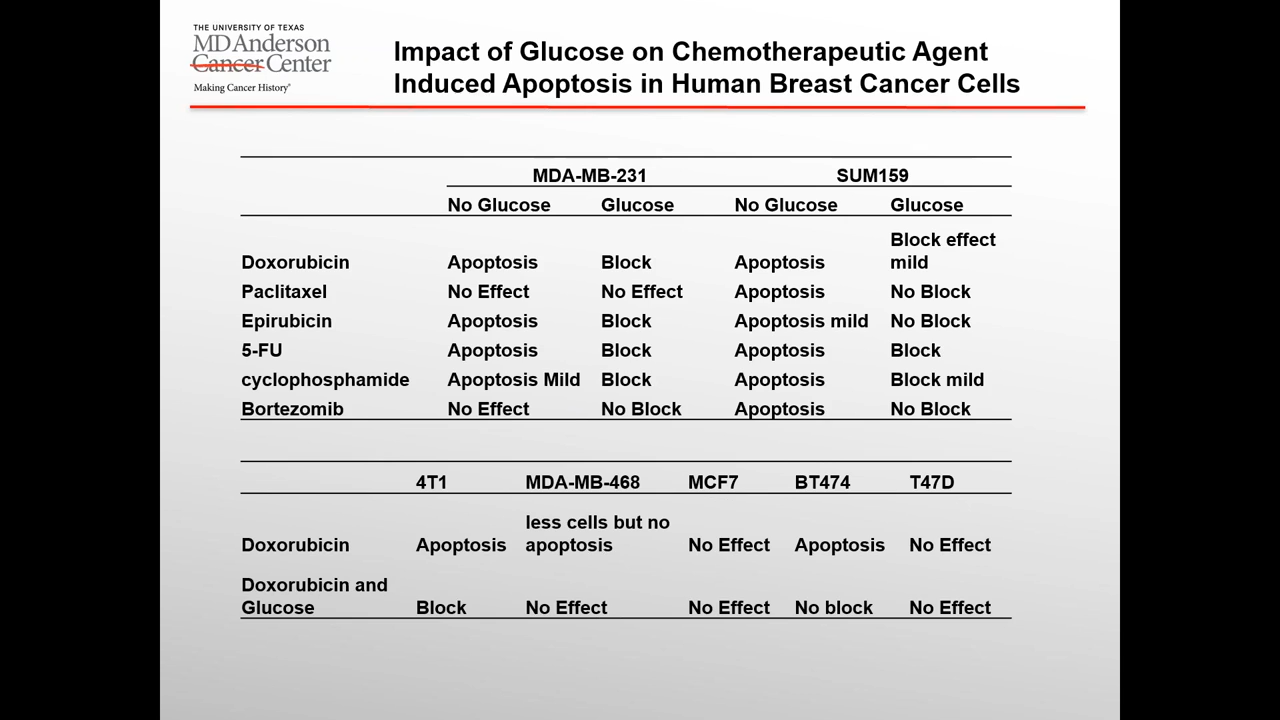 THE UNIVERSITY OF TEXAS
MD Anderson
Cancer Center
Making Cancer History®
Impact of Glucose on Chemotherapeutic Agent
Induced Apoptosis in Human Breast Cancer Cells
MDA-MB-231 SUM159
No Glucose Glucose No Glucose Glucose
Doxorubicin Apoptosis Block Apoptosis Block effect mild
Paclitaxel No Effect No Effect Apoptosis No Block
Epirubicin Apoptosis Block Apoptosis mild No Block
5-FU Apoptosis Block Apoptosis Block
cyclophosphamide Apoptosis Mild Block Apoptosis Block mild
Bortezomib No Effect No Block Apoptosis No Block
4T1 MDA-MB-468 MCF7 BT474 T47D
Doxorubicin Apoptosis less cells but no apoptosis No Effect Apoptosis No Effect
Doxorubicin and Glucose Block No Effect No Effect No block No Effect